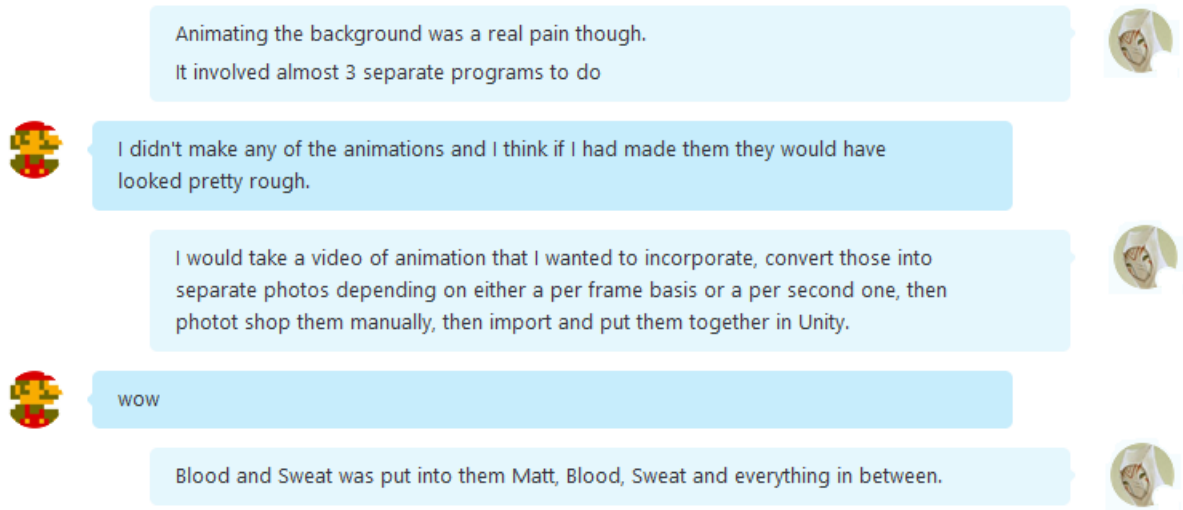 Animating the background was a real pain though.
It involved almost 3 separate programs to do
I didn't make any of the animations and I think if I had made them they would have
looked pretty rough.
I would take a video of animation that I wanted to incorporate, convert those into
separate photos depending on either a per frame basis or a per second one, then
photot shop them manually, then import and put them together in Unity.
wow
Blood and Sweat was put into them Matt, Blood, Sweat and everything in between.